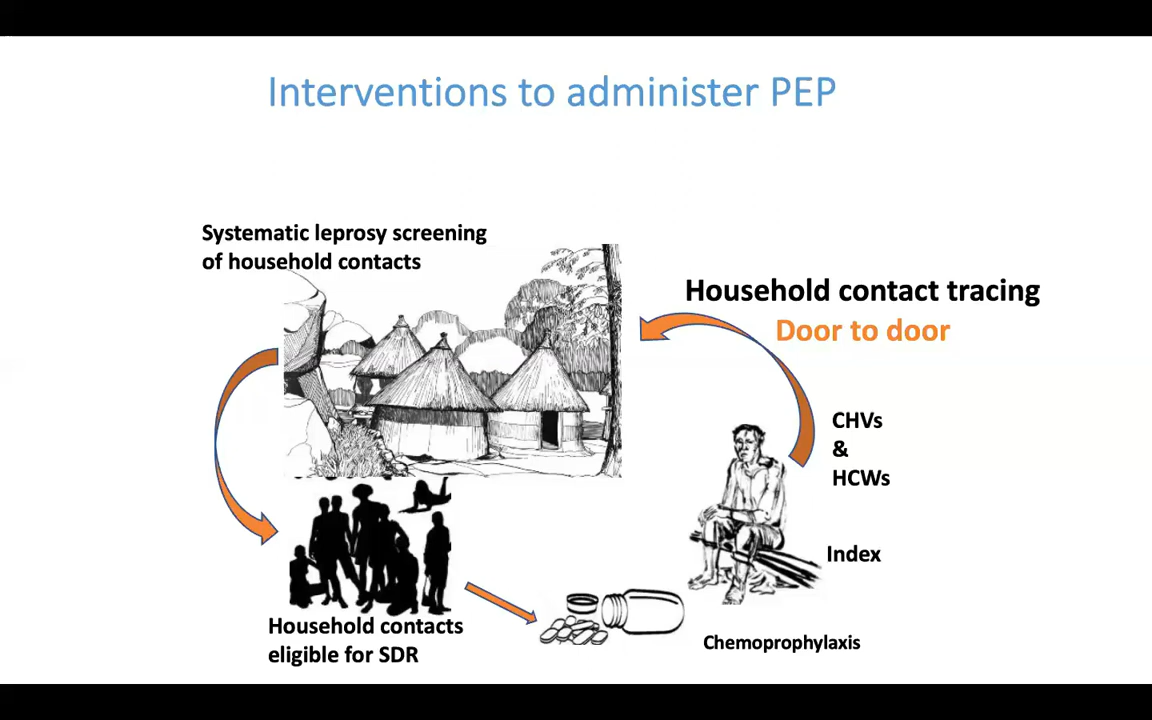 Interventions to administer PEP
Systematic leprosy screening
of household contacts
Household contact tracing
Door to door
CHVs
&
HCWs
Index
Household contacts
eligible for SDR
Chemoprophylaxis